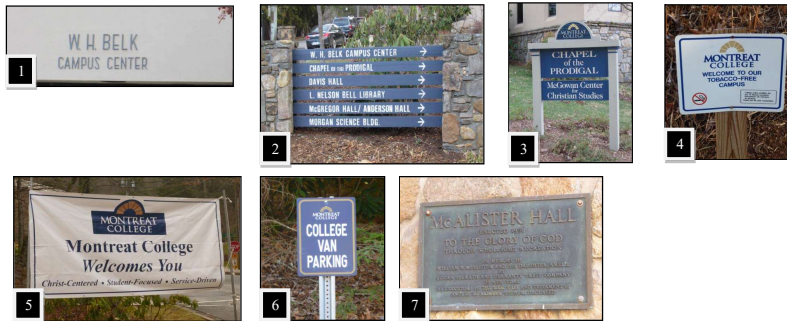 W. H. BELK
CAMPUS CENTER
1
W. H. BELK CAMPUS CENTER →
CHAPEL OF THE PRODIGAL →
DAVIS HALL →
L. NELSON BELL LIBRARY →
McGREGOR HALL/ ANDERSON HALL →
MORGAN SCIENCE BLDG. →
2
MONTREAT
COLLEGE
CHAPEL
OF THE
PRODIGAL
McGowan Center
for
Christian Studies
3
MONTREAT
COLLEGE
WELCOME TO OUR
TOBACCO-FREE
CAMPUS
4
MONTREAT
COLLEGE
Montreat College
Welcomes You
Christ-Centered • Student-Focused • Service-Driven
5
MONTREAT
COLLEGE
COLLEGE
VAN
PARKING
6
McALISTER HALL
TO THE GLORY OF GOD
7